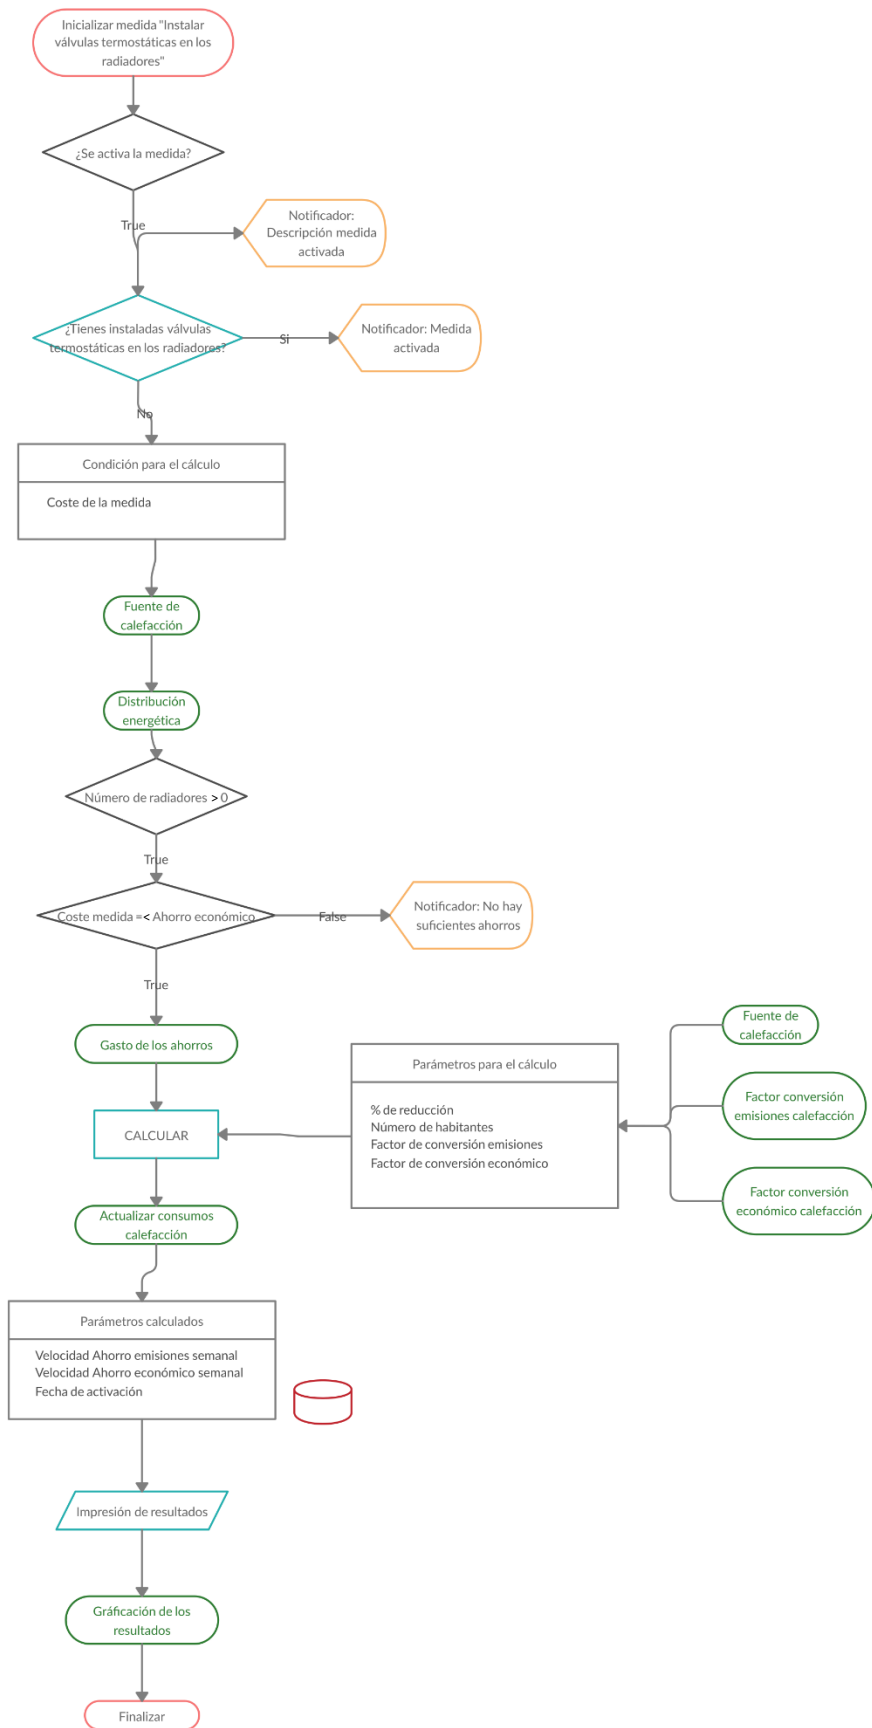 Inicializar medida "Instalar
válvulas termostáticas en los
radiadores"
¿Se activa la medida?
True
Notificador:
Descripción medida
activada
¿Tienes instaladas válvulas
termostáticas en los radiadores?
Si
Notificador: Medida
activada
No
Condición para el cálculo
Coste de la medida
Fuente de
calefacción
Distribución
energética
Número de radiadores > 0
True
Coste medida =< Ahorro económico
False
Notificador: No hay
suficientes ahorros
True
Gasto de los ahorros
Parámetros para el cálculo
% de reducción
Número de habitantes
Factor de conversión emisiones
Factor de conversión económico
Fuente de
calefacción
Factor conversión
emisiones calefacción
Factor conversión
económico calefacción
CALCULAR
Actualizar consumos
calefacción
Parámetros calculados
Velocidad Ahorro emisiones semanal
Velocidad Ahorro económico semanal
Fecha de activación
Impresión de resultados
Gráficación de los
resultados
Finalizar